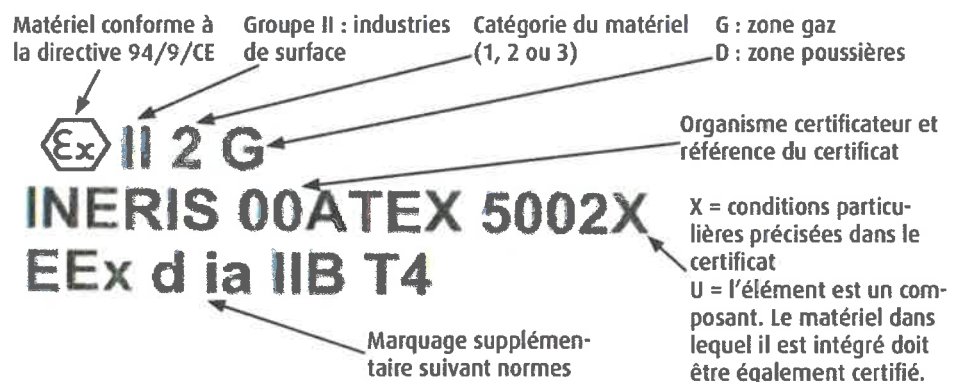 Matériel conforme à
la directive 94/9/CE
Groupe II : industries
de surface
Catégorie du matériel
(1, 2 ou 3)
G : zone gaz
D : zone poussières
Ex II 2 G
Organisme certificateur et
référence du certificat
INERIS 00ATEX 5002X
X = conditions particu-
lières précisées dans le
certificat
U = l'élément est un com-
posant. Le matériel dans
lequel il est intégré doit
être également certifié.
EEx d ia IIB T4
Marquage supplémen-
taire suivant normes